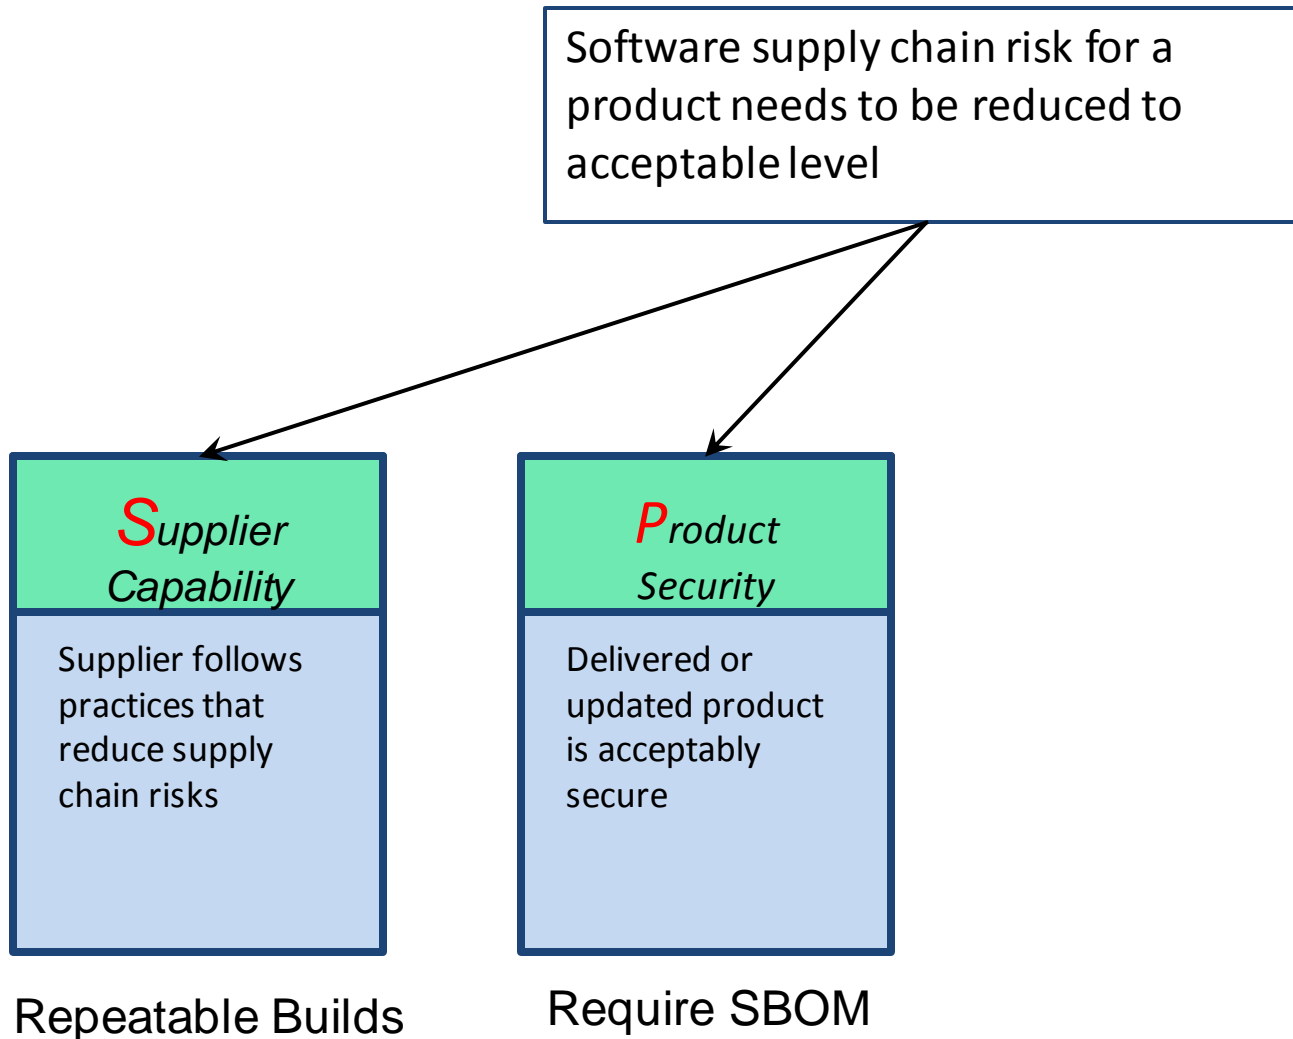 Software supply chain risk for a
product needs to be reduced to
acceptable level
Supplier
Capability
Supplier follows
practices that
reduce supply
chain risks
Product
Security
Delivered or
updated product
is acceptably
secure
Repeatable Builds
Require SBOM